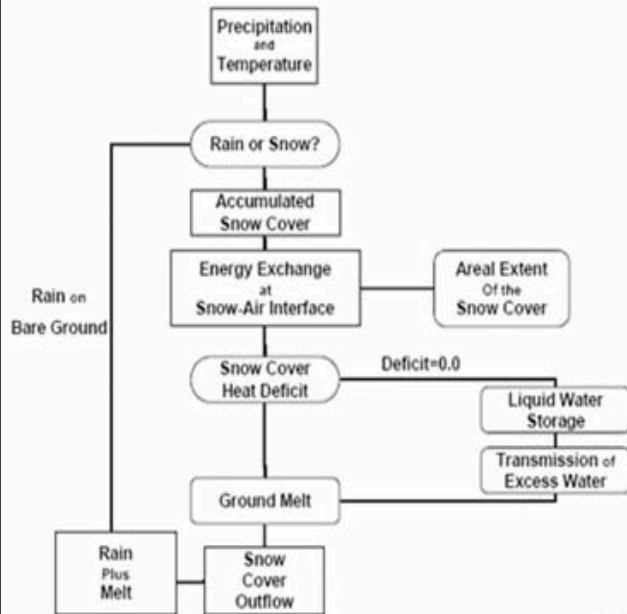 Precipitation
and
Temperature
Rain or Snow?
Accumulated
Snow Cover
Energy Exchange
at
Snow-Air Interface
Areal Extent
Of the
Snow Cover
Rain on
Bare Ground
Snow Cover
Heat Deficit
Deficit=0.0
Liquid Water
Storage
Transmission of
Excess Water
Ground Melt
Rain
Plus
Melt
Snow
Cover
Outflow